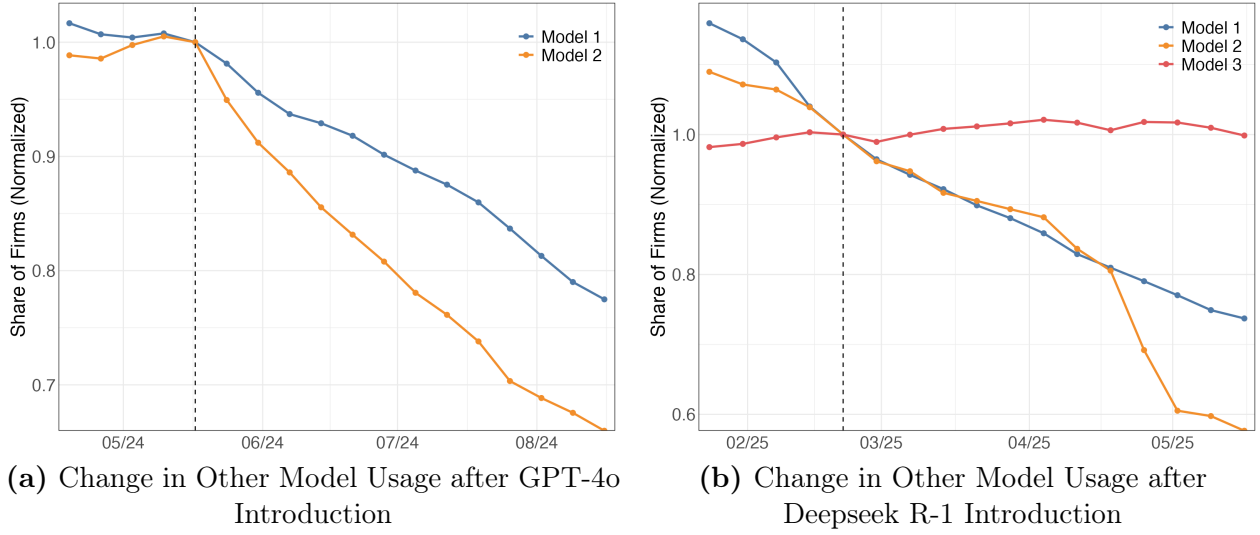 Share of Firms (Normalized)
1.0
0.9
0.8
0.7
05/24
06/24
07/24
08/24
Model 1
Model 2
(a) Change in Other Model Usage after GPT-4o
Introduction
Share of Firms (Normalized)
1.0
0.8
0.6
02/25
03/25
04/25
05/25
Model 1
Model 2
Model 3
(b) Change in Other Model Usage after
Deepseek R-1 Introduction